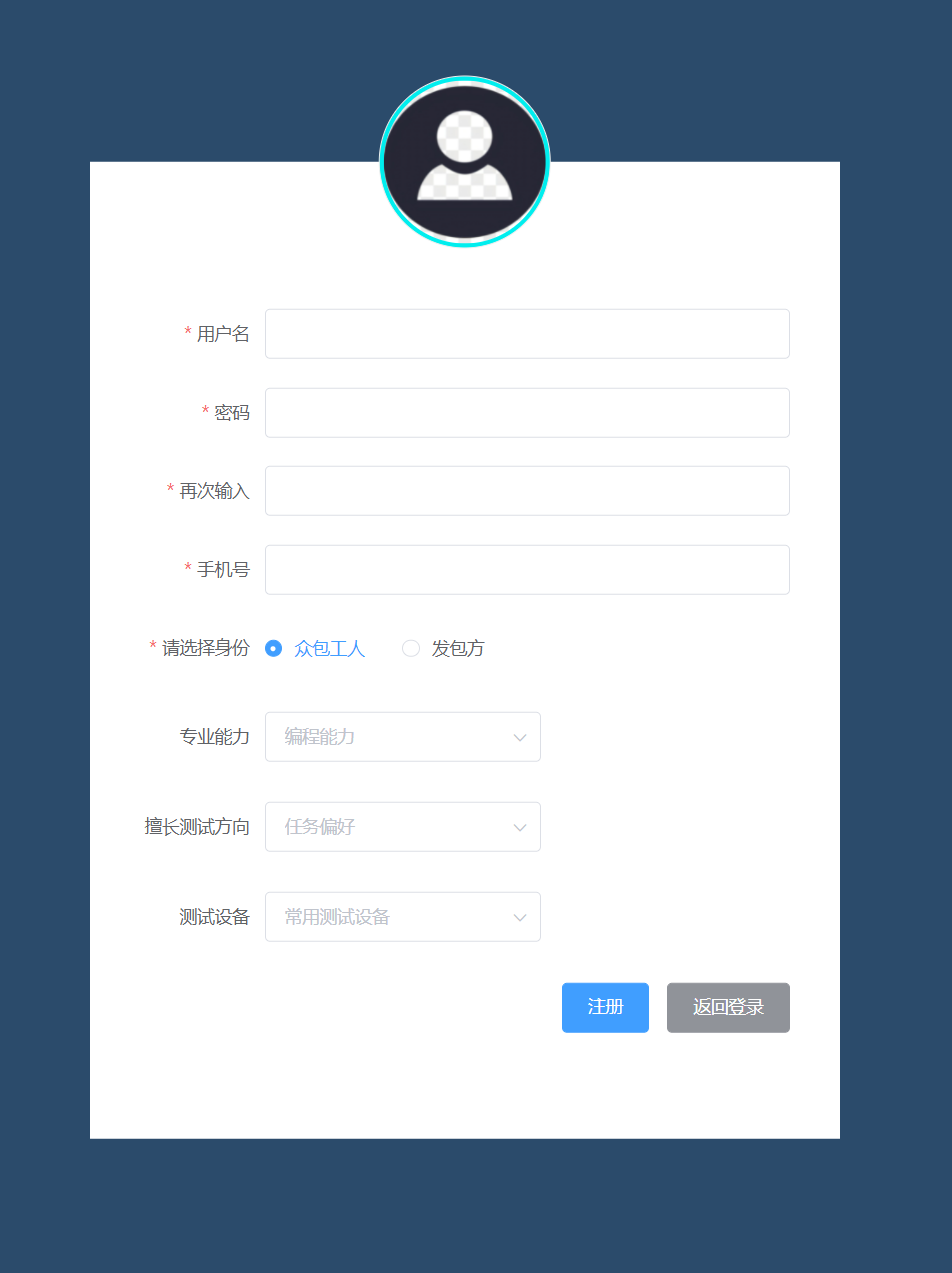 * 用户名
* 密码
* 再次输入
* 手机号
* 请选择身份 众包工人 发包方
专业能力 编程能力
擅长测试方向 任务偏好
测试设备 常用测试设备
注册 返回登录